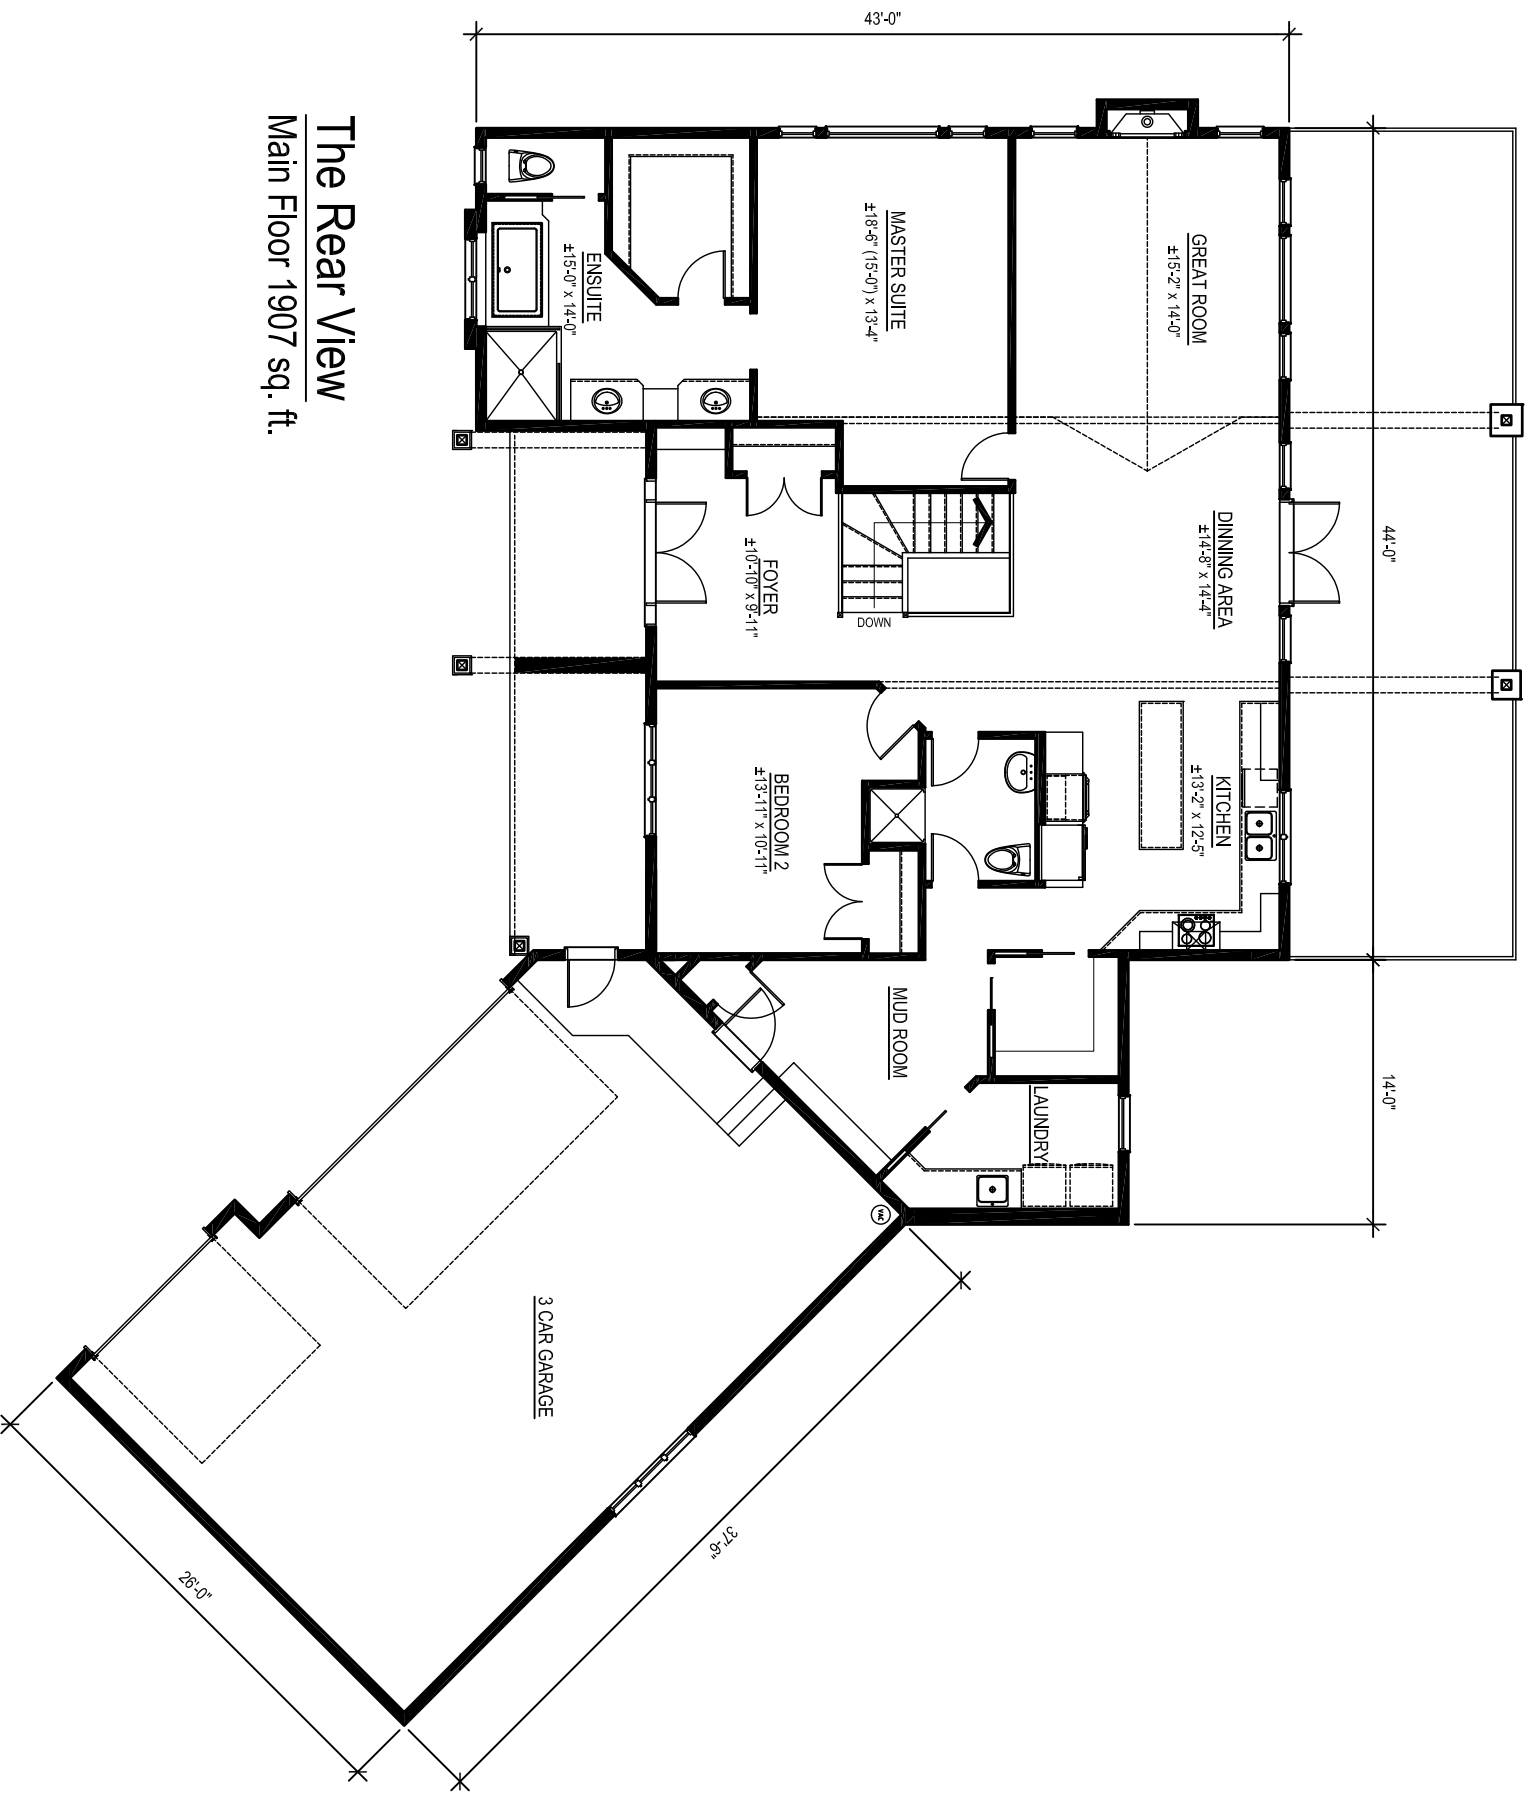 43'-0"
44'-0"
14'-0"
GREAT ROOM
±15'-2" x 14'-0"
DINNING AREA
±14'-8" x 14'-4"
KITCHEN
±13'-2" x 12'-5"
MASTER SUITE
±18'-6" (15'-0") x 13'-4"
DOWN
MUD ROOM
LAUNDRY
FOYER
±10'-10" x 9'-11"
BEDROOM 2
±13'-11" x 10'-11"
ENSUITE
±15'-0" x 14'-0"
VAC
3 CAR GARAGE
37'-6"
26'-0"
The Rear View
Main Floor 1907 sq. ft.